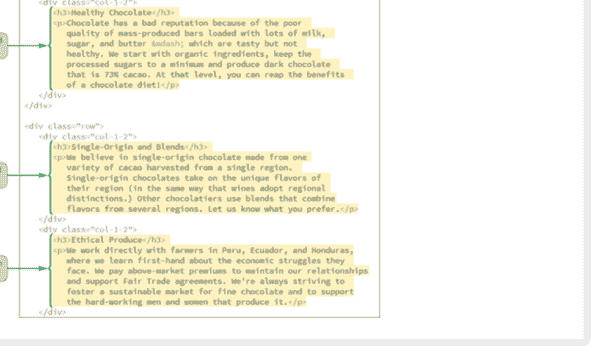 <div class="col-1-2">
<h3>Healthy Chocolate</h3>
<p>Chocolate has a bad reputation because of the poor
quality of mass-produced bars loaded with lots of milk,
sugar, and butter &mdash; which are tasty but not
healthy. We start with organic ingredients, keep the
processed sugars to a minimum and produce dark chocolate
that is 73% cacao. At that level, you can reap the benefits
of a chocolate diet!</p>
</div>
</div>
<div class="row">
<div class="col-1-2">
<h3>Single-Origin and Blends</h3>
<p>We believe in single-origin chocolate made from one
variety of cacao harvested from a single region.
Single-origin chocolates take on the unique flavors of
their region (in the same way that wines adopt regional
distinctions.) Other chocolatiers use blends that combine
flavors from several regions. Let us know what you prefer.</p>
</div>
<div class="col-1-2">
<h3>Ethical Produce</h3>
<p>We work directly with farmers in Peru, Ecuador, and Honduras,
where we learn first-hand about the economic struggles they
face. We pay above-market premiums to maintain our relationships
and support Fair Trade agreements. We're always striving to
foster a sustainable market for fine chocolate and to support
the hard-working men and women that produce it.</p>
</div>